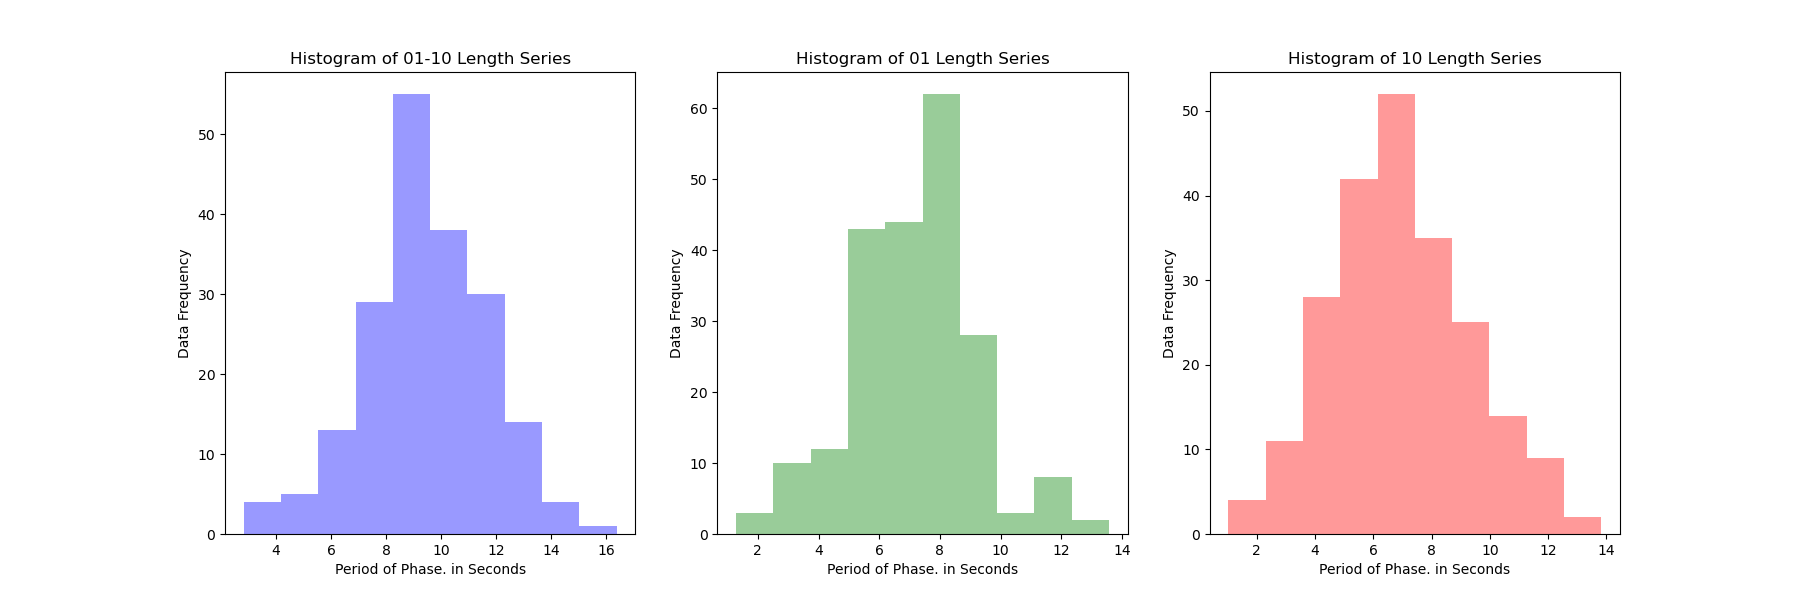 Histogram of 01-10 Length Series
Data Frequency
50
40
30
20
10
0
4 6 8 10 12 14 16
Period of Phase. in Seconds
Histogram of 01 Length Series
Data Frequency
60
50
40
30
20
10
0
2 4 6 8 10 12 14
Period of Phase. in Seconds
Histogram of 10 Length Series
Data Frequency
50
40
30
20
10
0
2 4 6 8 10 12 14
Period of Phase. in Seconds